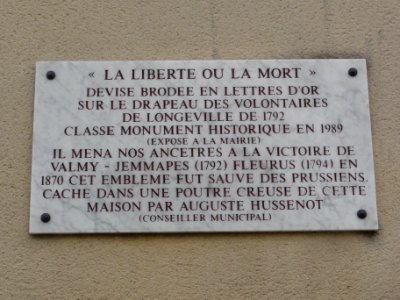 « LA LIBERTE OU LA MORT »
DEVISE BRODEE EN LETTRES D'OR
SUR LE DRAPEAU DES VOLONTAIRES
DE LONGEVILLE DE 1792
CLASSE MONUMENT HISTORIQUE EN 1989
(EXPOSE A LA MAIRIE)
IL MENA NOS ANCETRES A LA VICTOIRE DE
VALMY - JEMMAPES (1792) FLEURUS (1794) EN
1870 CET EMBLEME FUT SAUVE DES PRUSSIENS.
CACHE DANS UNE POUTRE CREUSE DE CETTE
MAISON PAR AUGUSTE HUSSENOT
(CONSEILLER MUNICIPAL)